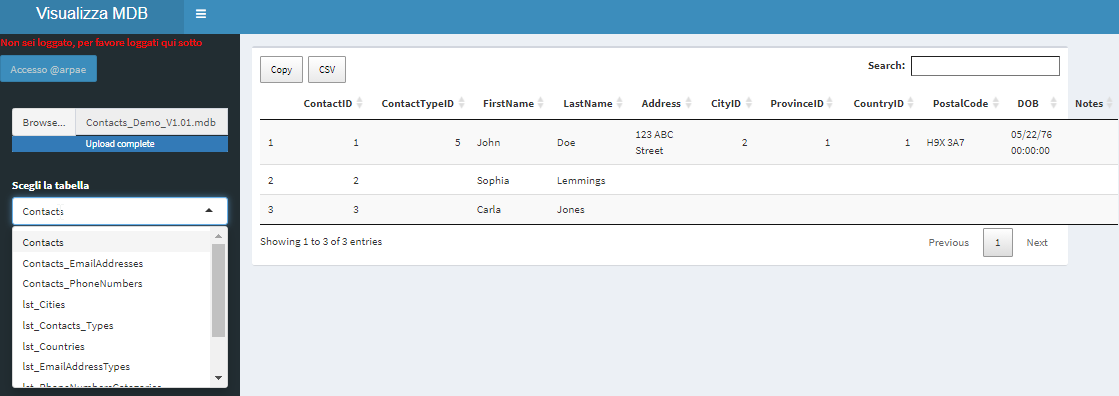 Visualizza MDB
Non sei loggato, per favore loggati qui sotto
Accesso @arpae
Browse... Contacts_Demo_V1.01.mdb
Upload complete
Scegli la tabella
Contacts
Contacts
Contacts_EmailAddresses
Contacts_PhoneNumbers
lst_Cities
lst_Contacts_Types
lst_Countries
lst_EmailAddressTypes
lst_PhoneNumbersCategories
Copy CSV
Search:
ContactID ContactTypeID FirstName LastName Address CityID ProvinceID CountryID PostalCode DOB Notes
1 1 5 John Doe 123 ABC Street 2 1 1 H9X 3A7 05/22/76 00:00:00
2 2 Sophia Lemmings
3 3 Carla Jones
Showing 1 to 3 of 3 entries
Previous 1 Next